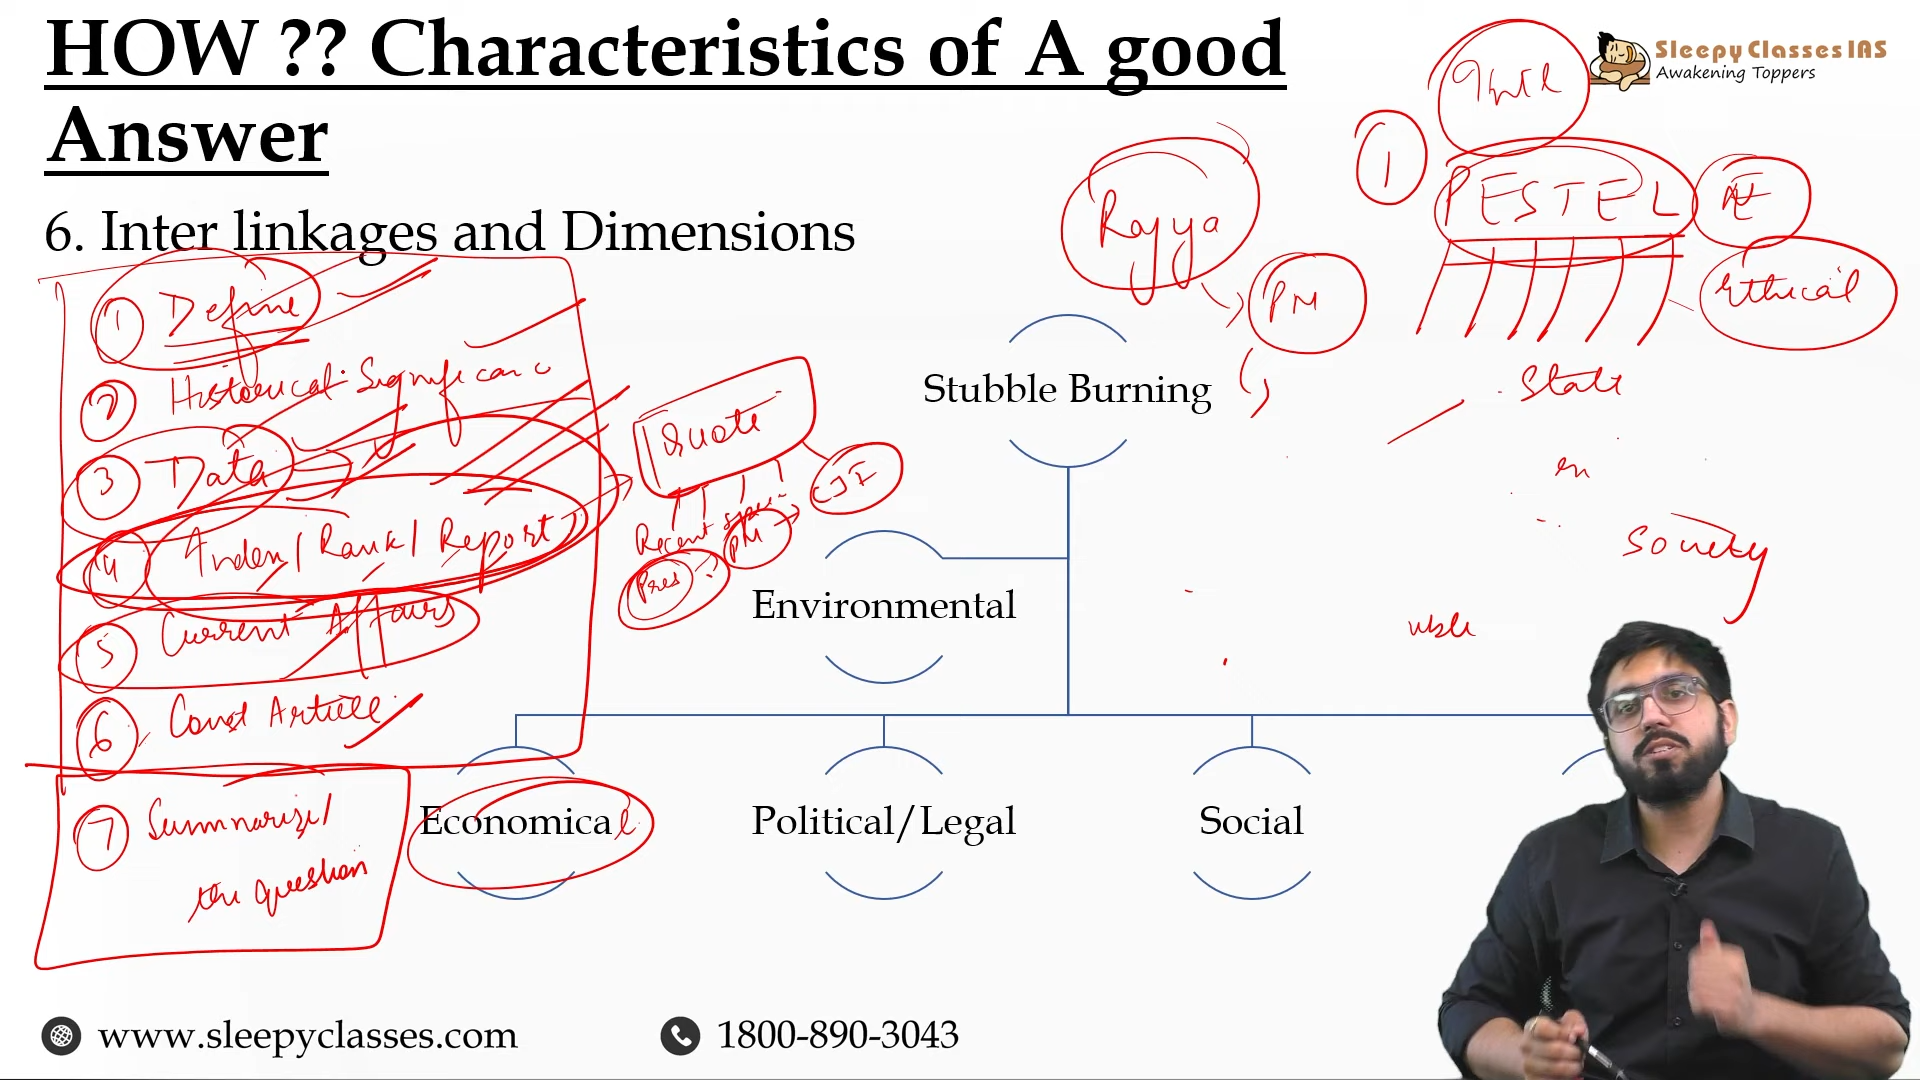 HOW ?? Characteristics of A good
Answer
Sleepy Classes IAS
Awakening Toppers
6. Inter linkages and Dimensions
1
PESTEL
Ethical
Rajya
PM
State
en
Society
1 Define
2 Historical Significance
3 Data
4 Index/Rank/Report
5 Current Affairs
6 Const Article
7 Summarize/
the question
Quote
Recent
Pres
PM
CJI
Stubble Burning
Environmental
Economical
Political/Legal
Social
www.sleepyclasses.com
1800-890-3043